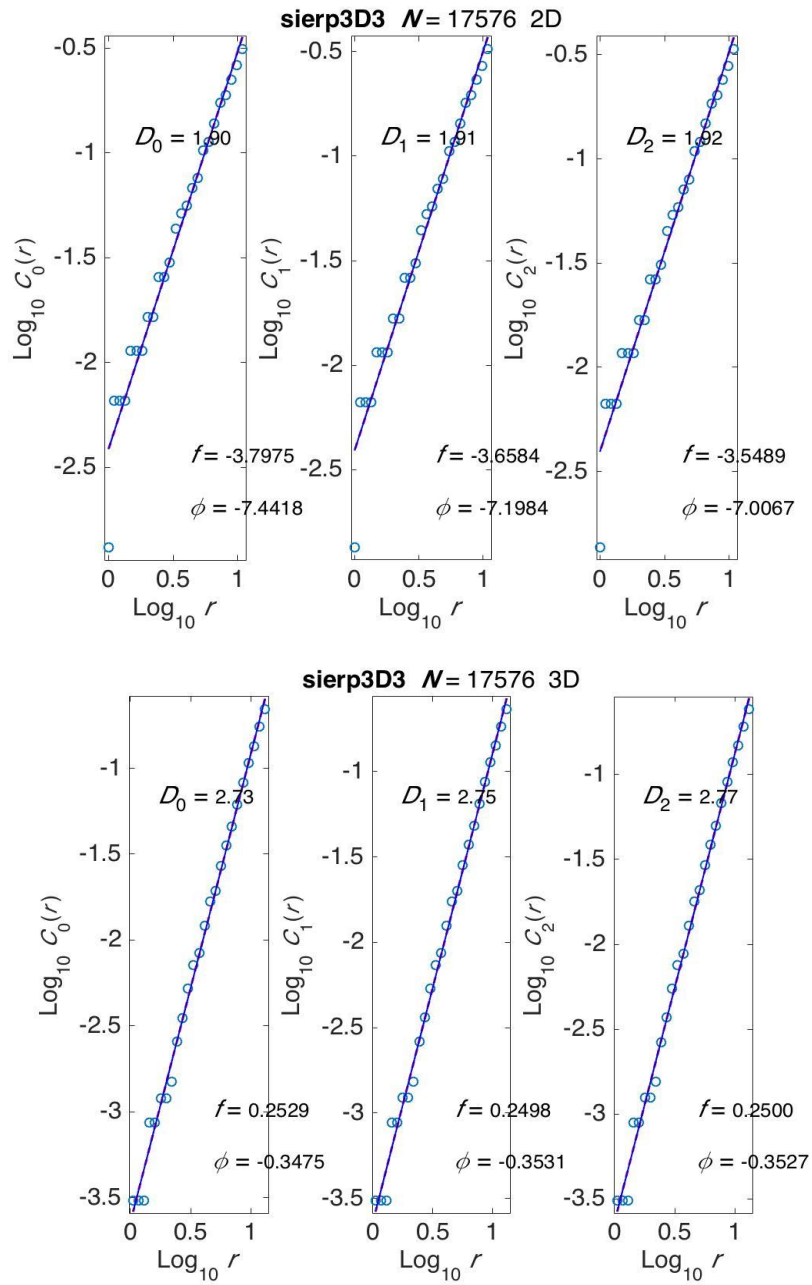 sierp3D3 N = 17576 2D
-0.5
-1
-1.5
-2
-2.5
0
0.5
1
Log10 C0(r)
Log10 r
D0 = 1.90
f = -3.7975
ϕ = -7.4418
-0.5
-1
-1.5
-2
-2.5
0
0.5
1
Log10 C1(r)
Log10 r
D1 = 1.91
f = -3.6584
ϕ = -7.1984
-0.5
-1
-1.5
-2
-2.5
0
0.5
1
Log10 C2(r)
Log10 r
D2 = 1.92
f = -3.5489
ϕ = -7.0067
sierp3D3 N = 17576 3D
-1
-1.5
-2
-2.5
-3
-3.5
0
0.5
1
Log10 C0(r)
Log10 r
D0 = 2.73
f = 0.2529
ϕ = -0.3475
-1
-1.5
-2
-2.5
-3
-3.5
0
0.5
1
Log10 C1(r)
Log10 r
D1 = 2.75
f = 0.2498
ϕ = -0.3531
-1
-1.5
-2
-2.5
-3
-3.5
0
0.5
1
Log10 C2(r)
Log10 r
D2 = 2.77
f = 0.2500
ϕ = -0.3527